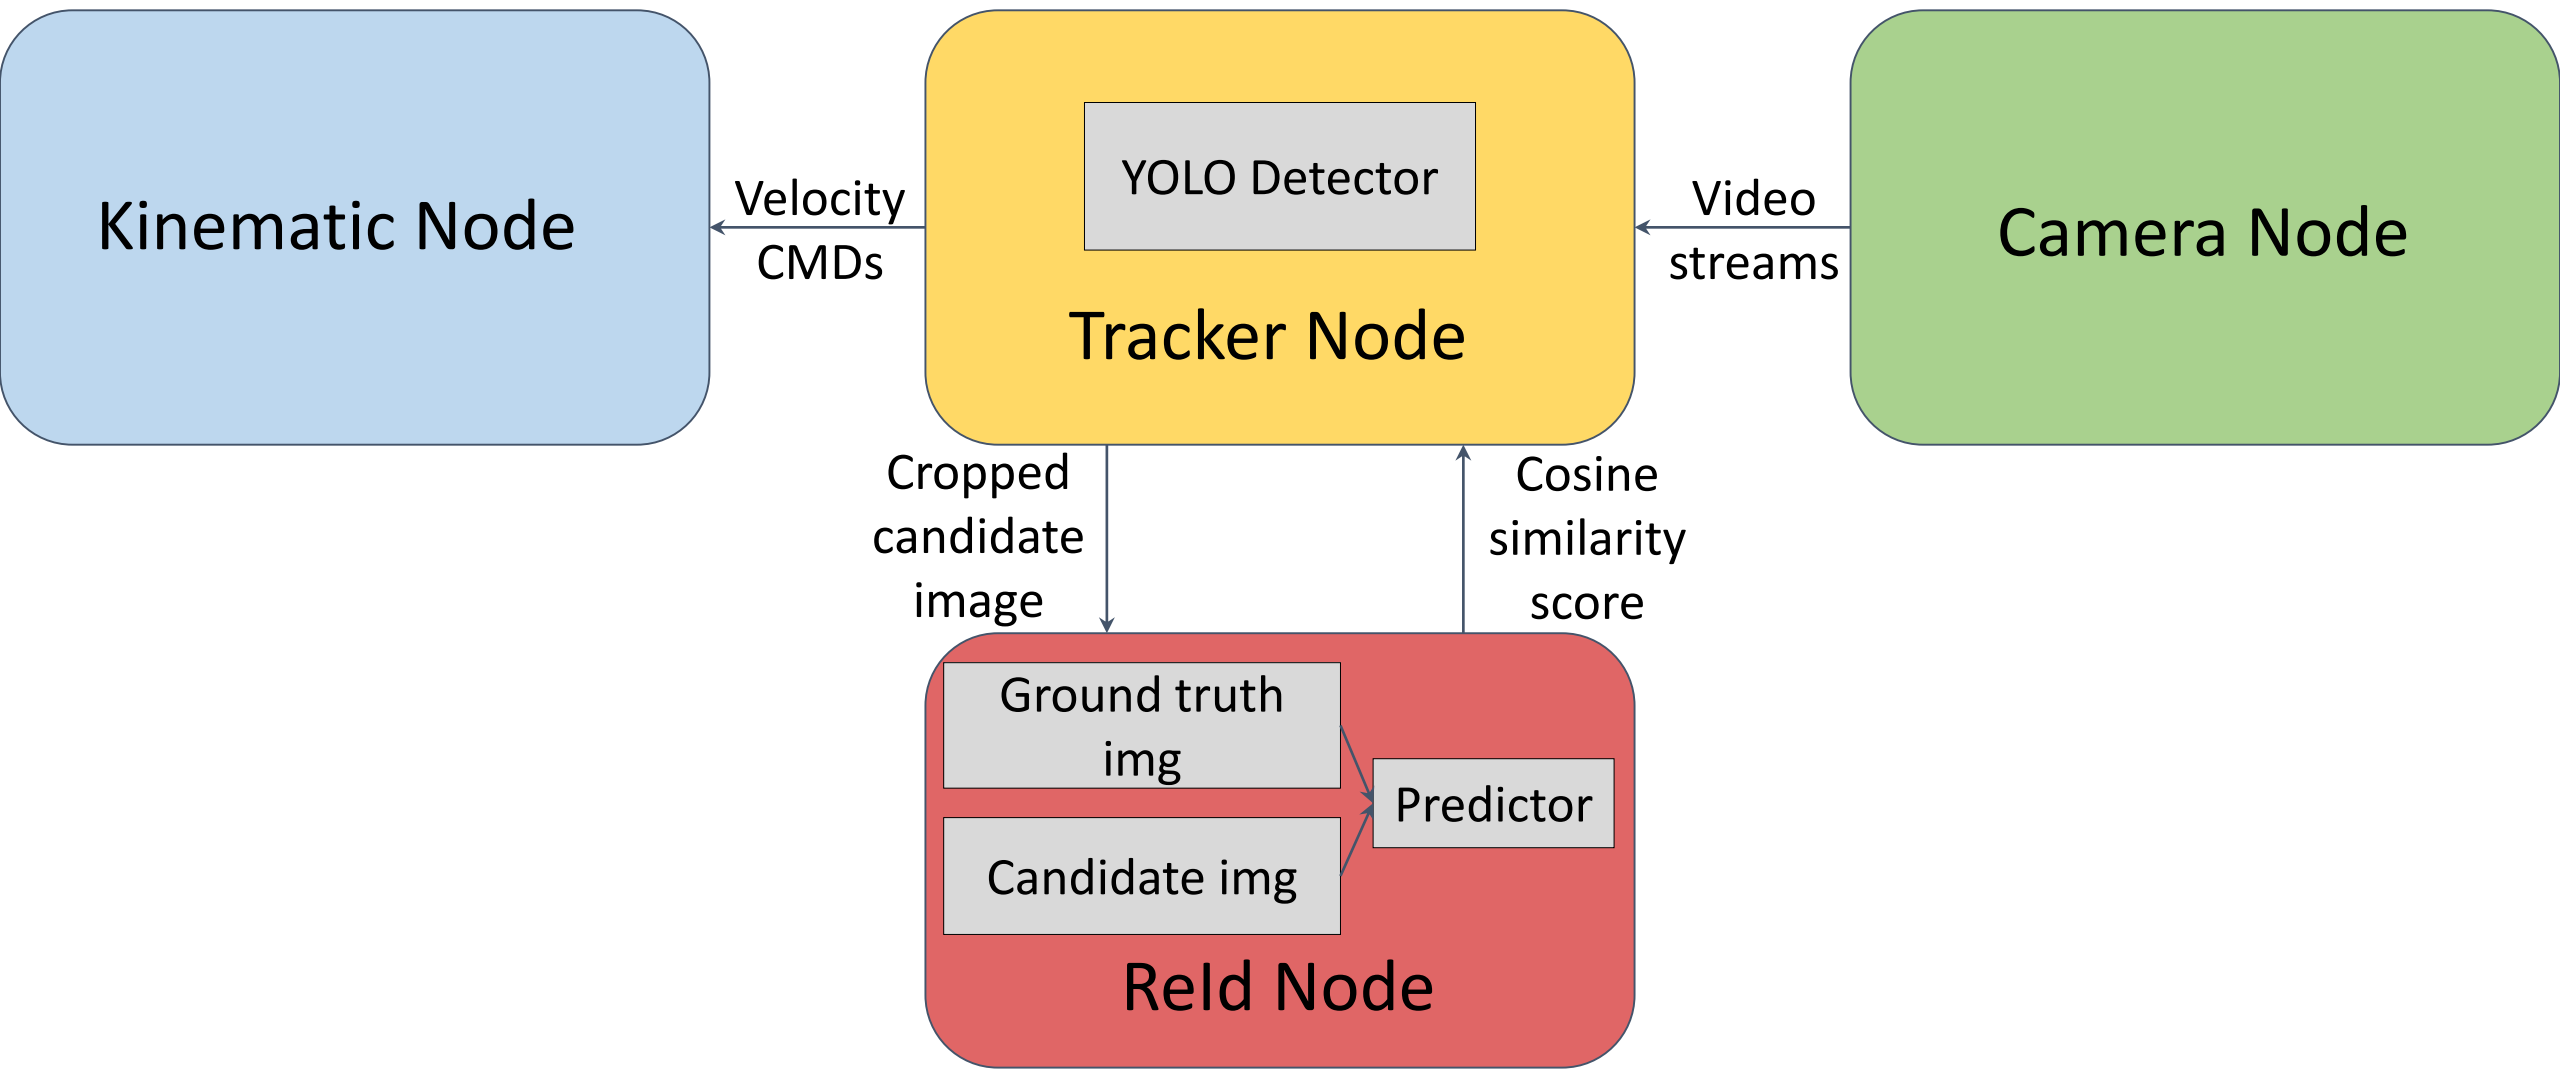 Kinematic Node
Velocity
CMDs
YOLO Detector
Tracker Node
Video
streams
Camera Node
Cropped
candidate
image
Cosine
similarity
score
Ground truth
img
Candidate img
Predictor
ReId Node